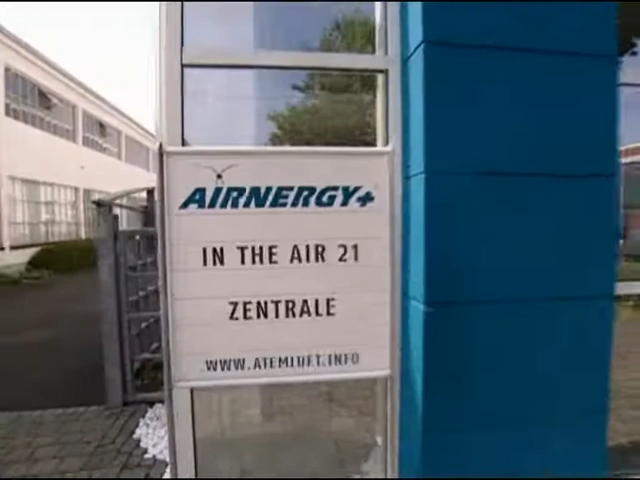 AIRNERGY+
IN THE AIR 21
ZENTRALE
WWW.ATEMLUFT.INFO